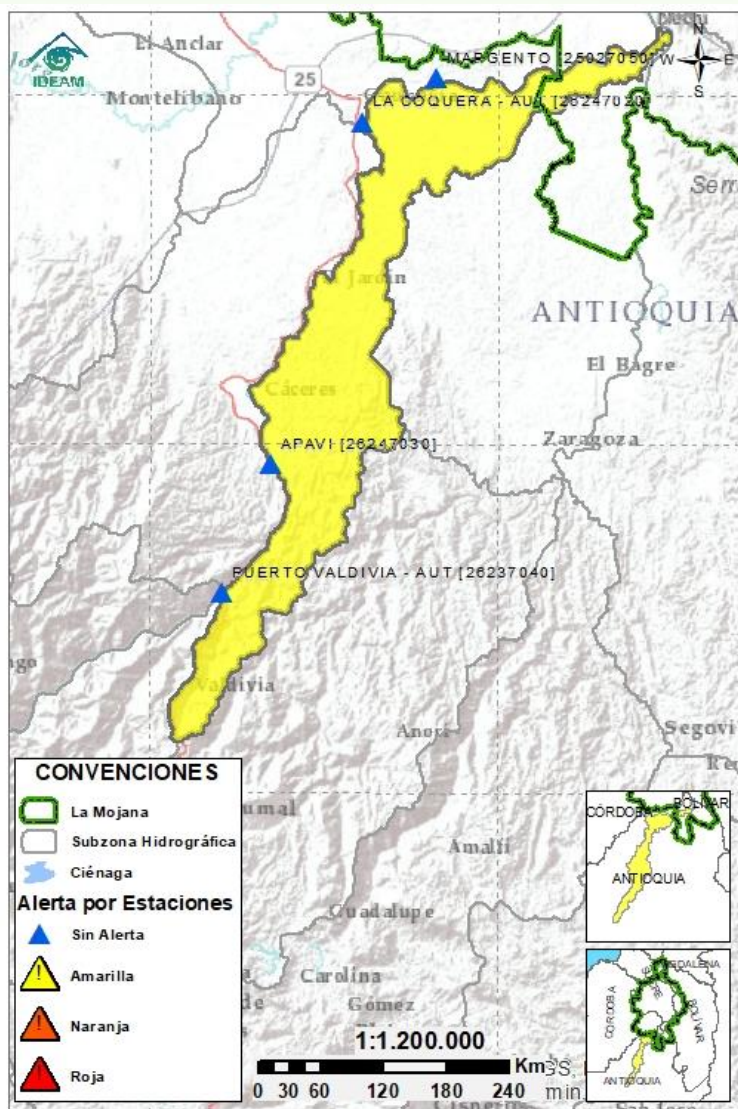 El Anclar
N
W
E
S
IDEAM
25
MARGENTO [25027050]
Montelíbano
LA COQUERA - AUT [26247020]
El Jardín
ANTIOQUIA
El Bagre
Cáceres
Zaragoza
APAVI [26247030]
PUERTO VALDIVIA - AUT [26237040]
Valdivia
Anorí
Segovi
CONVENCIONES
La Mojana
Subzona Hidrográfica
Ciénaga
Alerta por Estaciones
Sin Alerta
Amarilla
Naranja
Roja
Amalfi
Guadalupe
Carolina
Gómez
CÓRDOBA
BOLÍVAR
ANTIOQUIA
CÓRDOBA
BOLÍVAR
ANTIOQUIA
1:1.200.000
Km
0 30 60 120 180 240
Cisneros